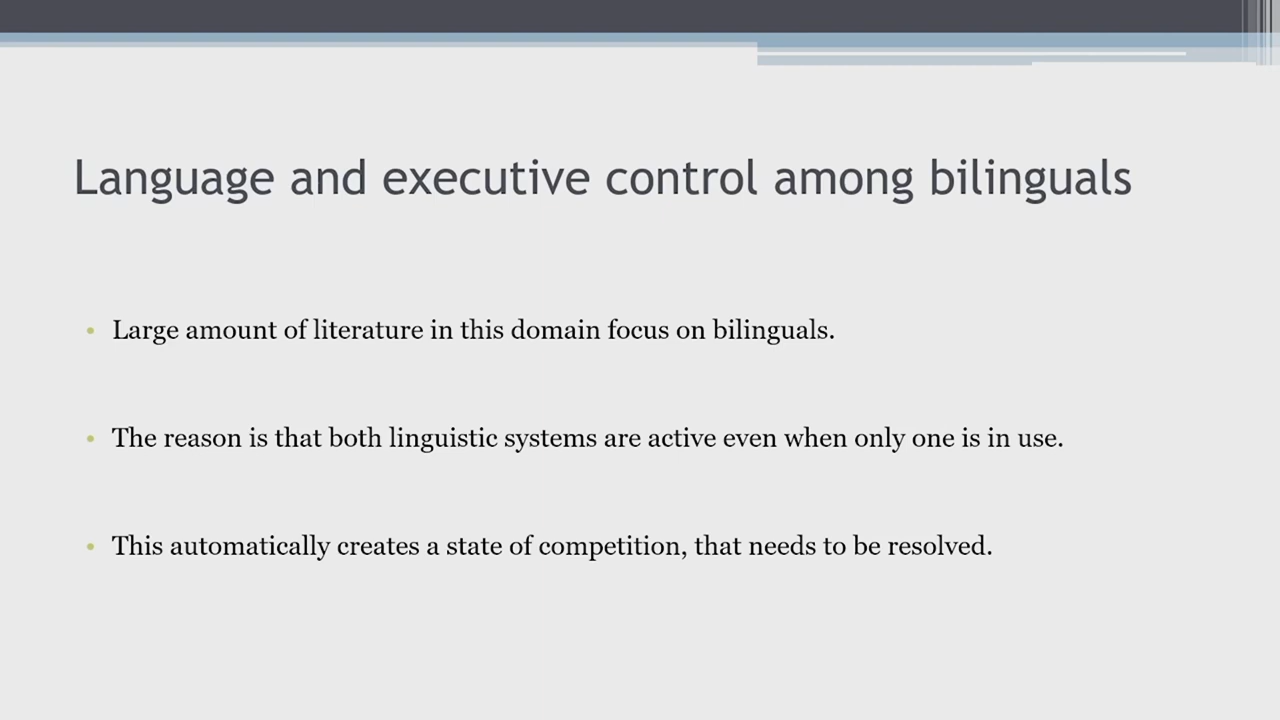 Language and executive control among bilinguals
• Large amount of literature in this domain focus on bilinguals.
• The reason is that both linguistic systems are active even when only one is in use.
• This automatically creates a state of competition, that needs to be resolved.